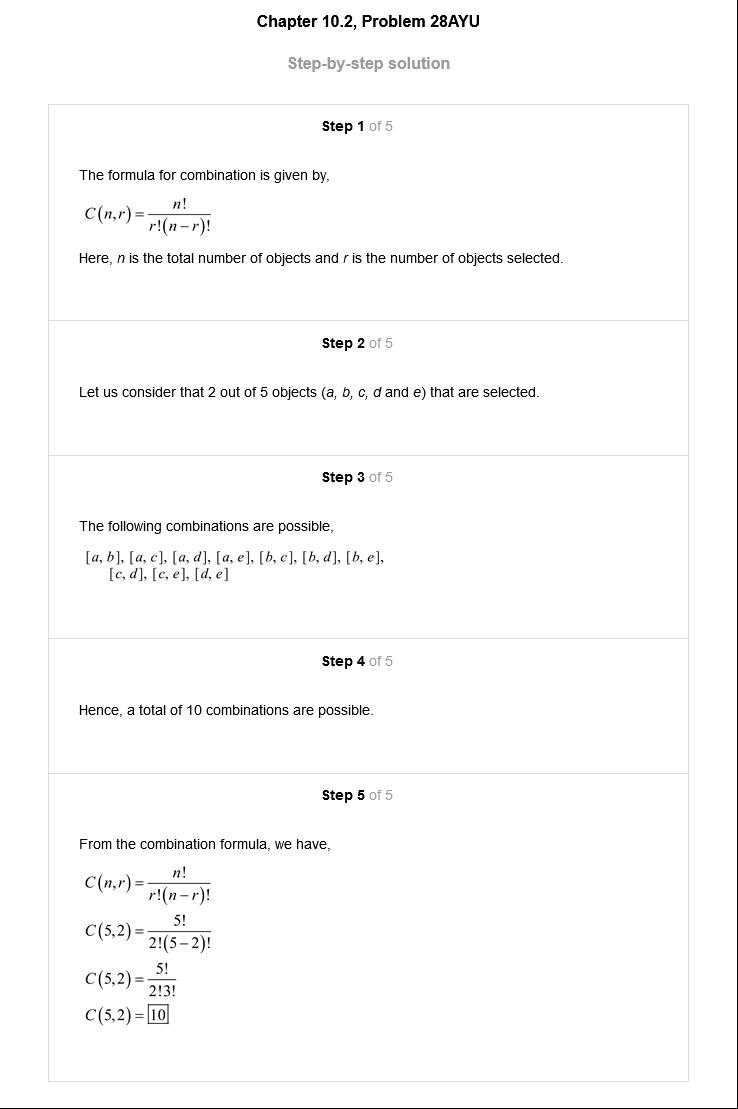 Chapter 10.2, Problem 28AYU
Step-by-step solution
Step 1 of 5
The formula for combination is given by,
C(n,r) = n! / r!(n−r)!
Here, n is the total number of objects and r is the number of objects selected.
Step 2 of 5
Let us consider that 2 out of 5 objects (a, b, c, d and e) that are selected.
Step 3 of 5
The following combinations are possible,
[a, b], [a, c], [a, d], [a, e], [b, c], [b, d], [b, e],
[c, d], [c, e], [d, e]
Step 4 of 5
Hence, a total of 10 combinations are possible.
Step 5 of 5
From the combination formula, we have,
C(n,r) = n! / r!(n−r)!
C(5,2) = 5! / 2!(5−2)!
C(5,2) = 5! / 2!3!
C(5,2) = 10